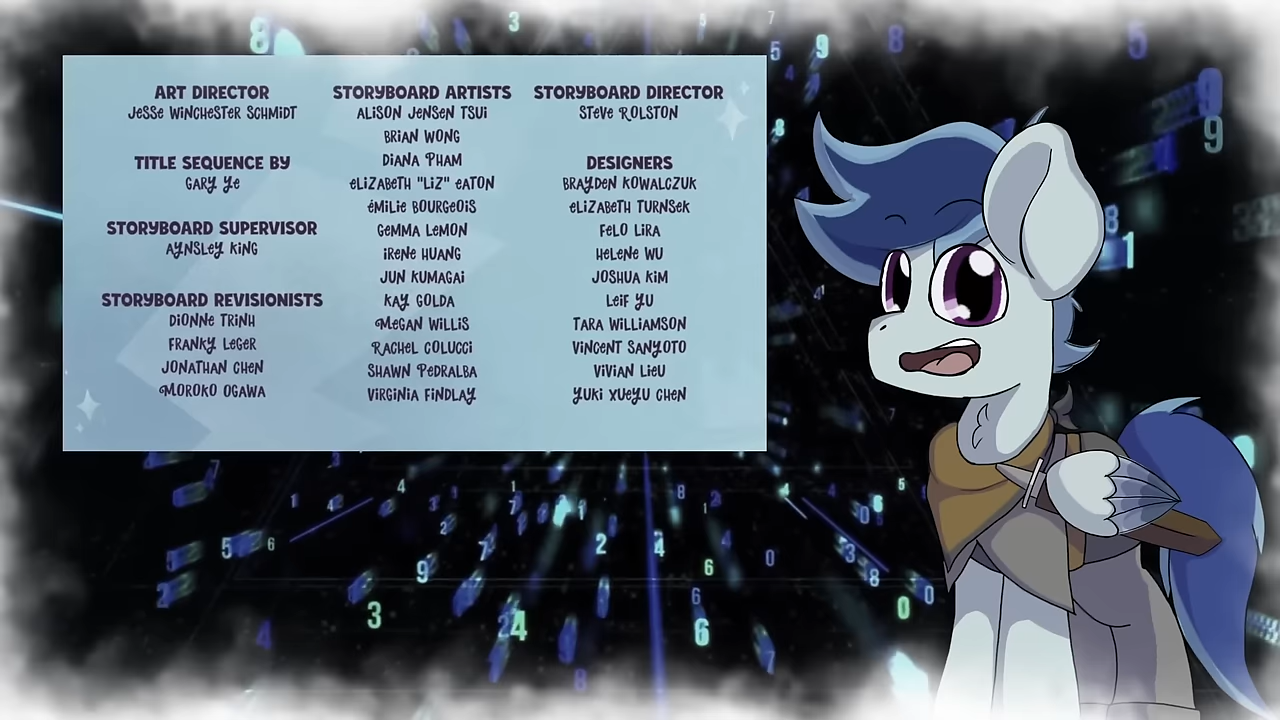 ART DIRECTOR
JESSE WINCHESTER SCHMIDT
TITLE SEQUENCE BY
GARY YE
STORYBOARD SUPERVISOR
AYNSLEY KING
STORYBOARD REVISIONISTS
DIONNE TRINH
FRANKY LEGER
JONATHAN CHEN
MOROKO OGAWA
STORYBOARD ARTISTS
ALISON JENSEN TSUI
BRIAN WONG
DIANA PHAM
ELIZABETH "LIZ" EATON
ÉMILIE BOURGEOIS
GEMMA LEMON
IRENE HUANG
JUN KUMAGAI
KAY GOLDA
MEGAN WILLIS
RACHEL COLUCCI
SHAWN PEDRALBA
VIRGINIA FINDLAY
STORYBOARD DIRECTOR
STEVE ROLSTON
DESIGNERS
BRAYDEN KOWALCZUK
ELIZABETH TURNSEK
FELO LIRA
HELENE WU
JOSHUA KIM
LEIF YU
TARA WILLIAMSON
VINCENT SANYOTO
VIVIAN LIEU
YUKI XUEYU CHEN